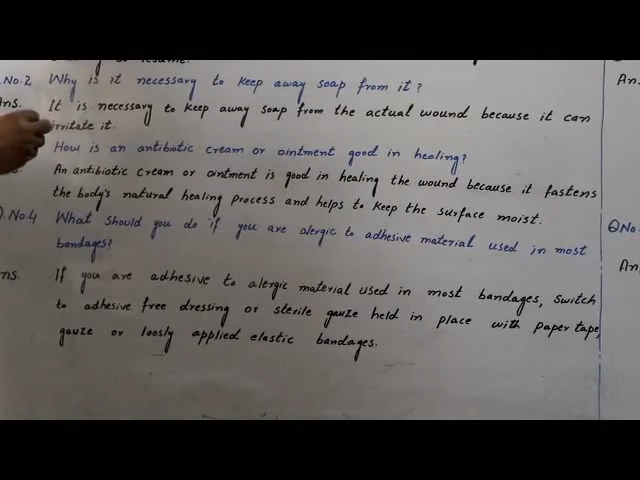 be resume.
.No.2 Why is it necessary to keep away soap from it?
Ans. It is necessary to keep away soap from the actual wound because it can
irritate it.
How is an antibiotic cream or ointment good in healing?
An antibiotic cream or ointment is good in healing the wound because it fastens
the body's natural healing process and helps to keep the surface moist.
Q.No.4 What should you do if you are alergic to adhesive material used in most
bandages?
ns. If you are adhesive to alergic material used in most bandages, switch
to adhesive free dressing or sterile gauze held in place with paper tape,
gauze or loosly applied elastic bandages.
An.
QNo.
An.